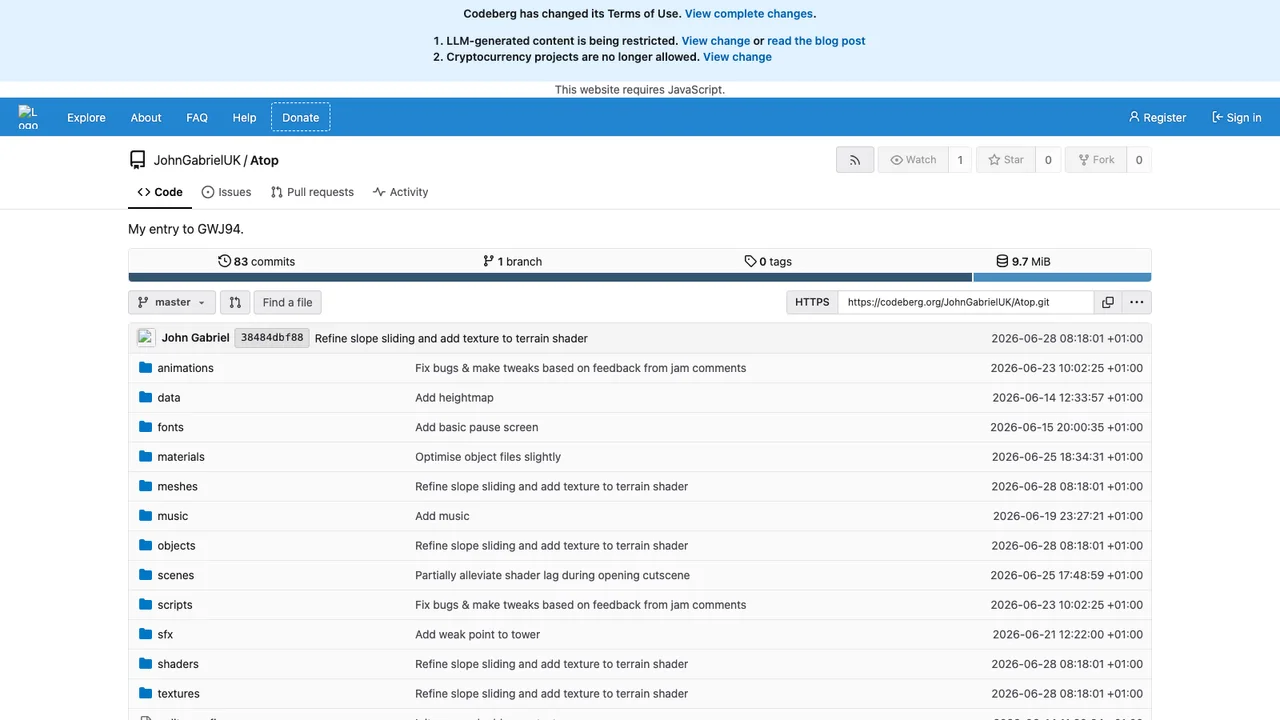 Codeberg has changed its Terms of Use. View complete changes.
1. LLM-generated content is being restricted. View change or read the blog post
2. Cryptocurrency projects are no longer allowed. View change
This website requires JavaScript.
Logo Explore About FAQ Help Donate Register Sign in
JohnGabrielUK / Atop Watch 1 Star 0 Fork 0
Code Issues Pull requests Activity
My entry to GWJ94.
83 commits 1 branch 0 tags 9.7 MiB
master Find a file HTTPS https://codeberg.org/JohnGabrielUK/Atop.git
John Gabriel 38484dbf88 Refine slope sliding and add texture to terrain shader 2026-06-28 08:18:01 +01:00
animations Fix bugs & make tweaks based on feedback from jam comments 2026-06-23 10:02:25 +01:00
data Add heightmap 2026-06-14 12:33:57 +01:00
fonts Add basic pause screen 2026-06-15 20:00:35 +01:00
materials Optimise object files slightly 2026-06-25 18:34:31 +01:00
meshes Refine slope sliding and add texture to terrain shader 2026-06-28 08:18:01 +01:00
music Add music 2026-06-19 23:27:21 +01:00
objects Refine slope sliding and add texture to terrain shader 2026-06-28 08:18:01 +01:00
scenes Partially alleviate shader lag during opening cutscene 2026-06-25 17:48:59 +01:00
scripts Fix bugs & make tweaks based on feedback from jam comments 2026-06-23 10:02:25 +01:00
sfx Add weak point to tower 2026-06-21 12:22:00 +01:00
shaders Refine slope sliding and add texture to terrain shader 2026-06-28 08:18:01 +01:00
textures Refine slope sliding and add texture to terrain shader 2026-06-28 08:18:01 +01:00